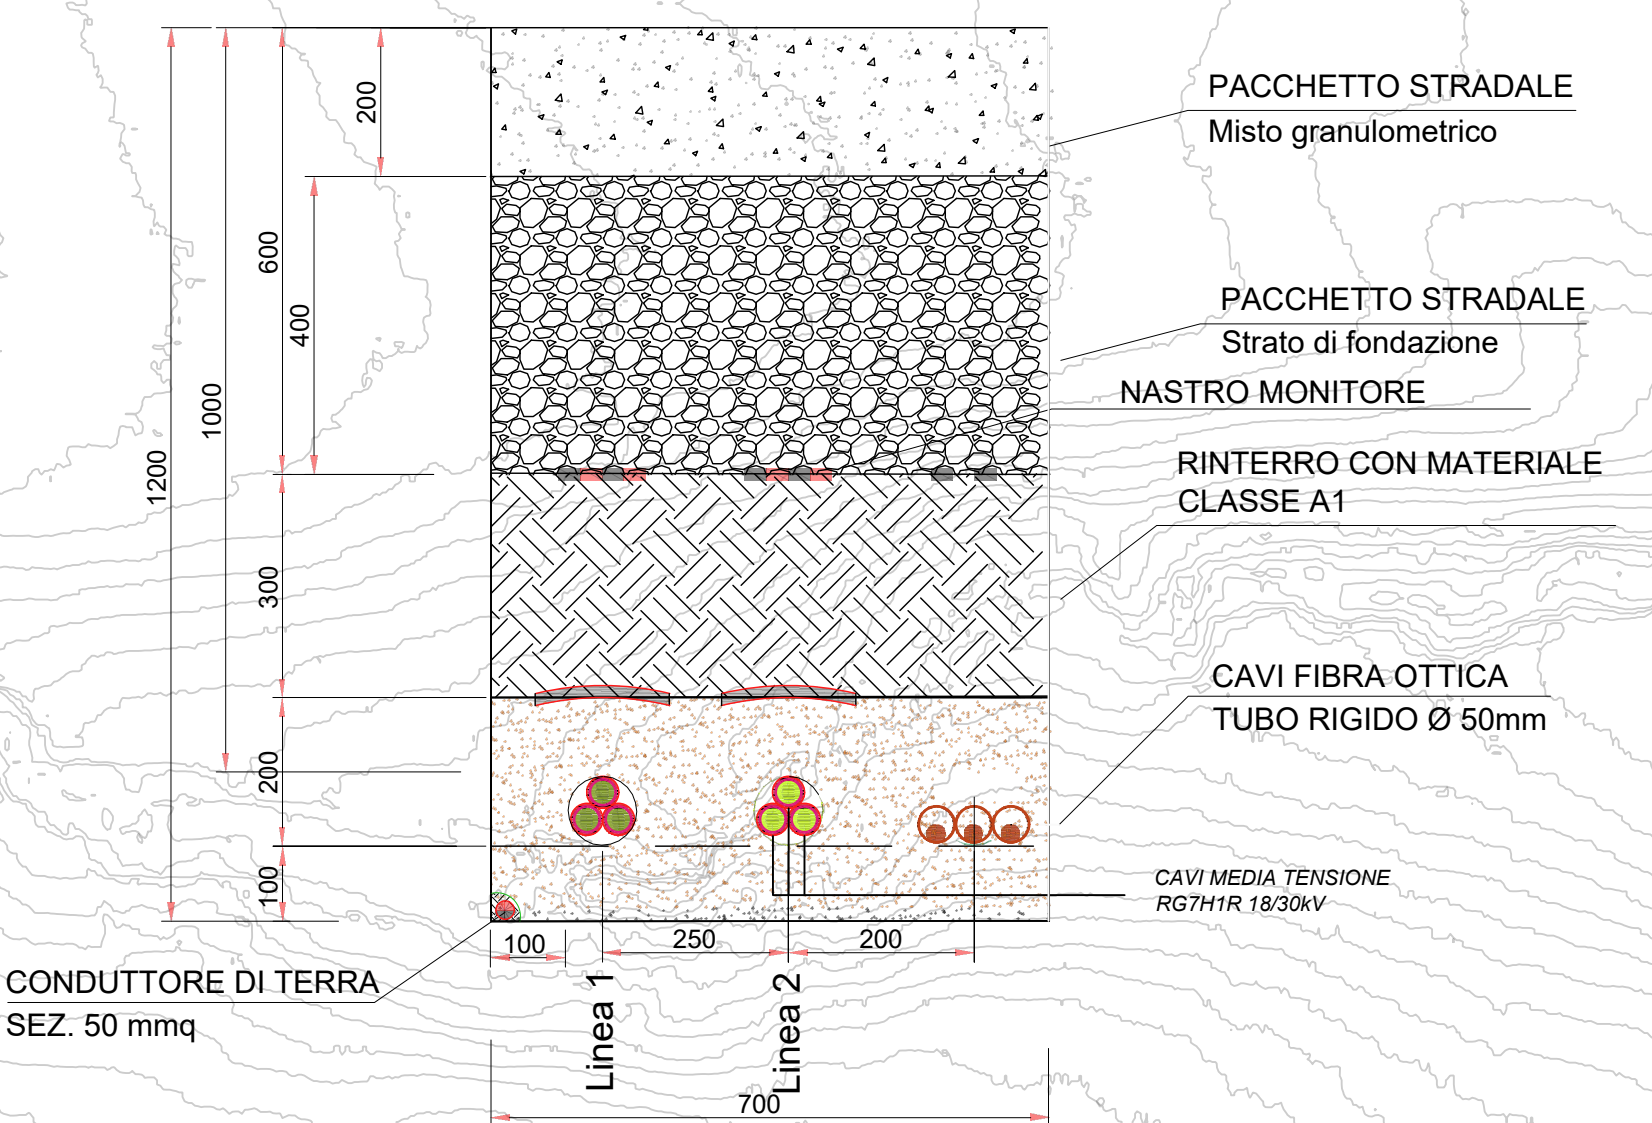 200
PACCHETTO STRADALE
Misto granulometrico
600
400
1000
1200
PACCHETTO STRADALE
Strato di fondazione
NASTRO MONITORE
RINTERRO CON MATERIALE
CLASSE A1
300
CAVI FIBRA OTTICA
TUBO RIGIDO Ø 50mm
200
100
CAVI MEDIA TENSIONE
RG7H1R 18/30kV
100
250
200
CONDUTTORE DI TERRA
SEZ. 50 mmq
Linea 1
Linea 2
700